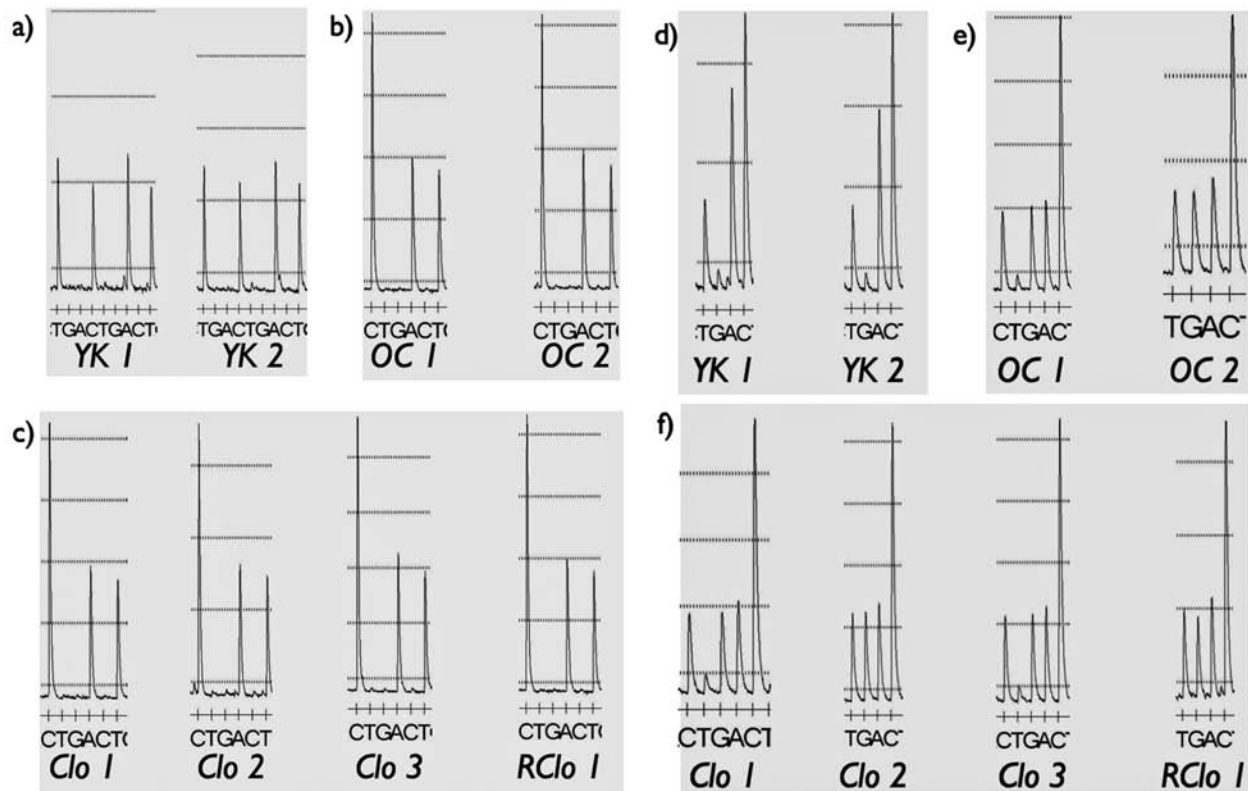 a)
TGACTGACT TGACTGACT
YK 1 YK 2
b)
CTGACT CTGACT
OC 1 OC 2
d)
TGAC TGAC
YK 1 YK 2
e)
CTGAC TGAC
OC 1 OC 2
c)
CTGACT CTGACT CTGACT CTGACT
Clo 1 Clo 2 Clo 3 RClo 1
f)
CTGACT TGAC CTGAC TGAC
Clo 1 Clo 2 Clo 3 RClo 1